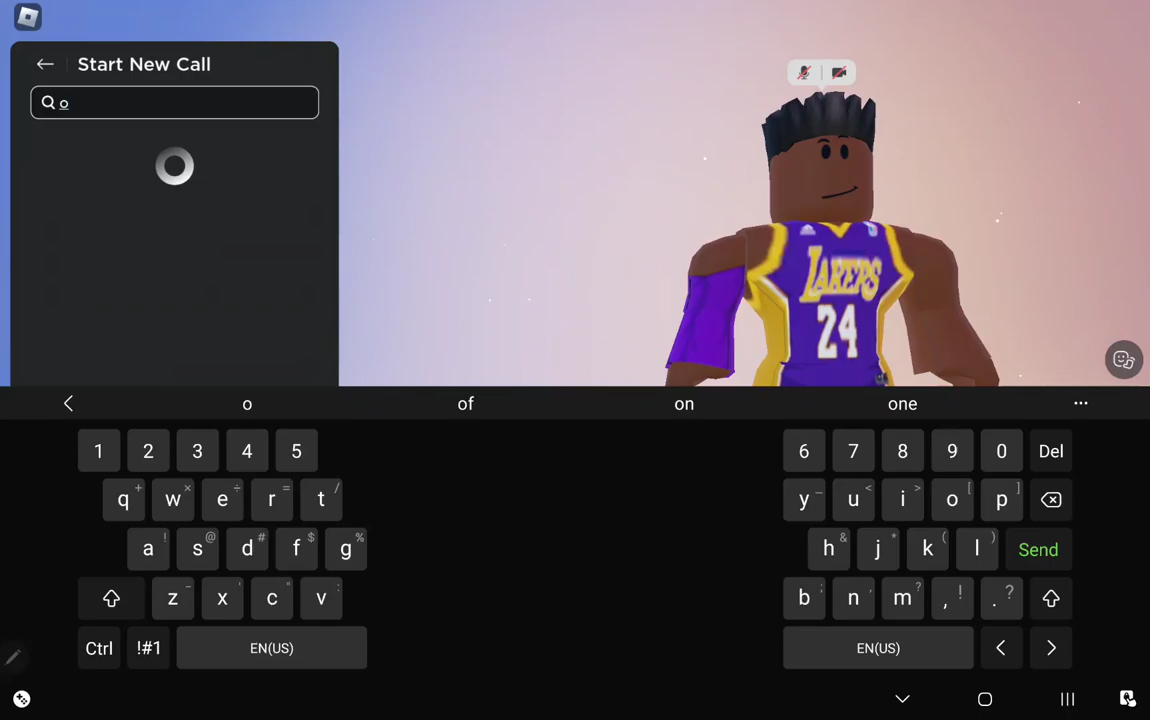 Start New Call
o
LAKERS
24
o of on one ...
1 2 3 4 5 6 7 8 9 0 Del
q + w × e ÷ r = t / y _ u < i > o [ p ]
a ! s @ d # f $ g % h & j * k ( l ) Send
z - x ' c " v : b ; n , m ? , ! . ?
Ctrl !#1 EN(US) EN(US) < >